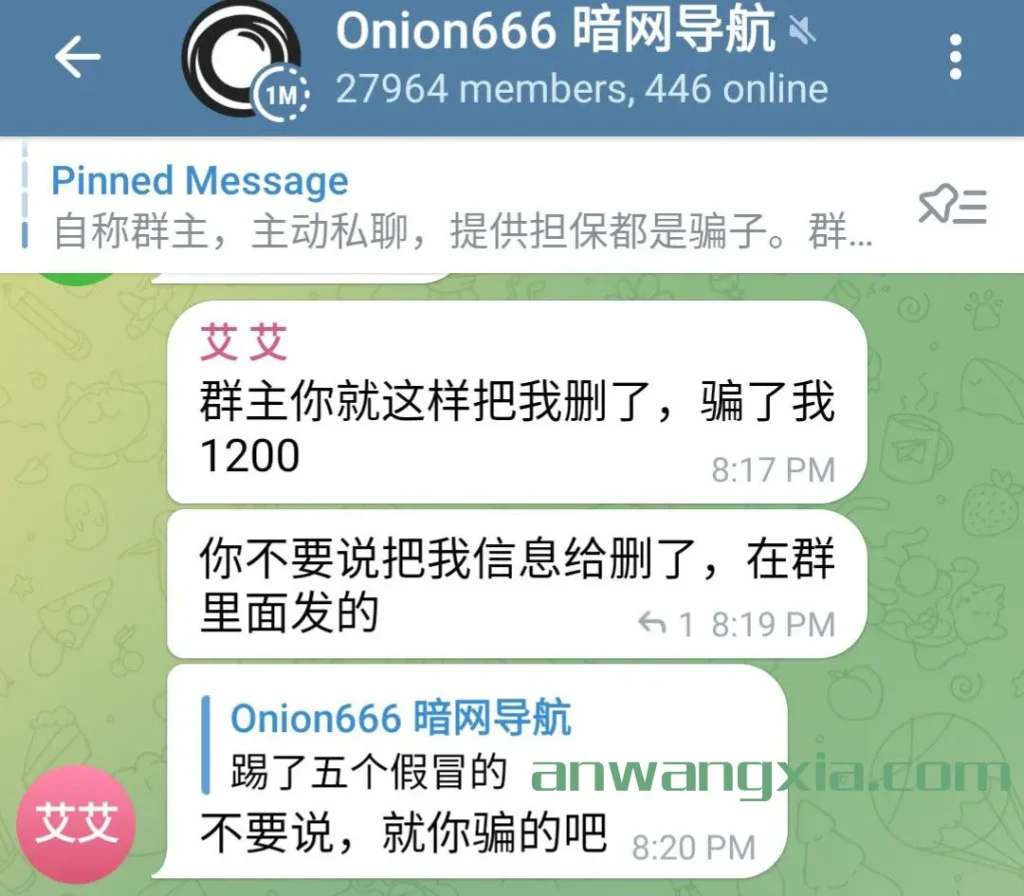 Onion666 暗网导航
27964 members, 446 online
1M
Pinned Message
自称群主，主动私聊，提供担保都是骗子。群...
艾 艾
群主你就这样把我删了，骗了我
1200
8:17 PM
你不要说把我信息给删了，在群
里面发的
1 8:19 PM
Onion666 暗网导航
踢了五个假冒的
anwangxia.com
不要说，就你骗的吧
8:20 PM
艾艾